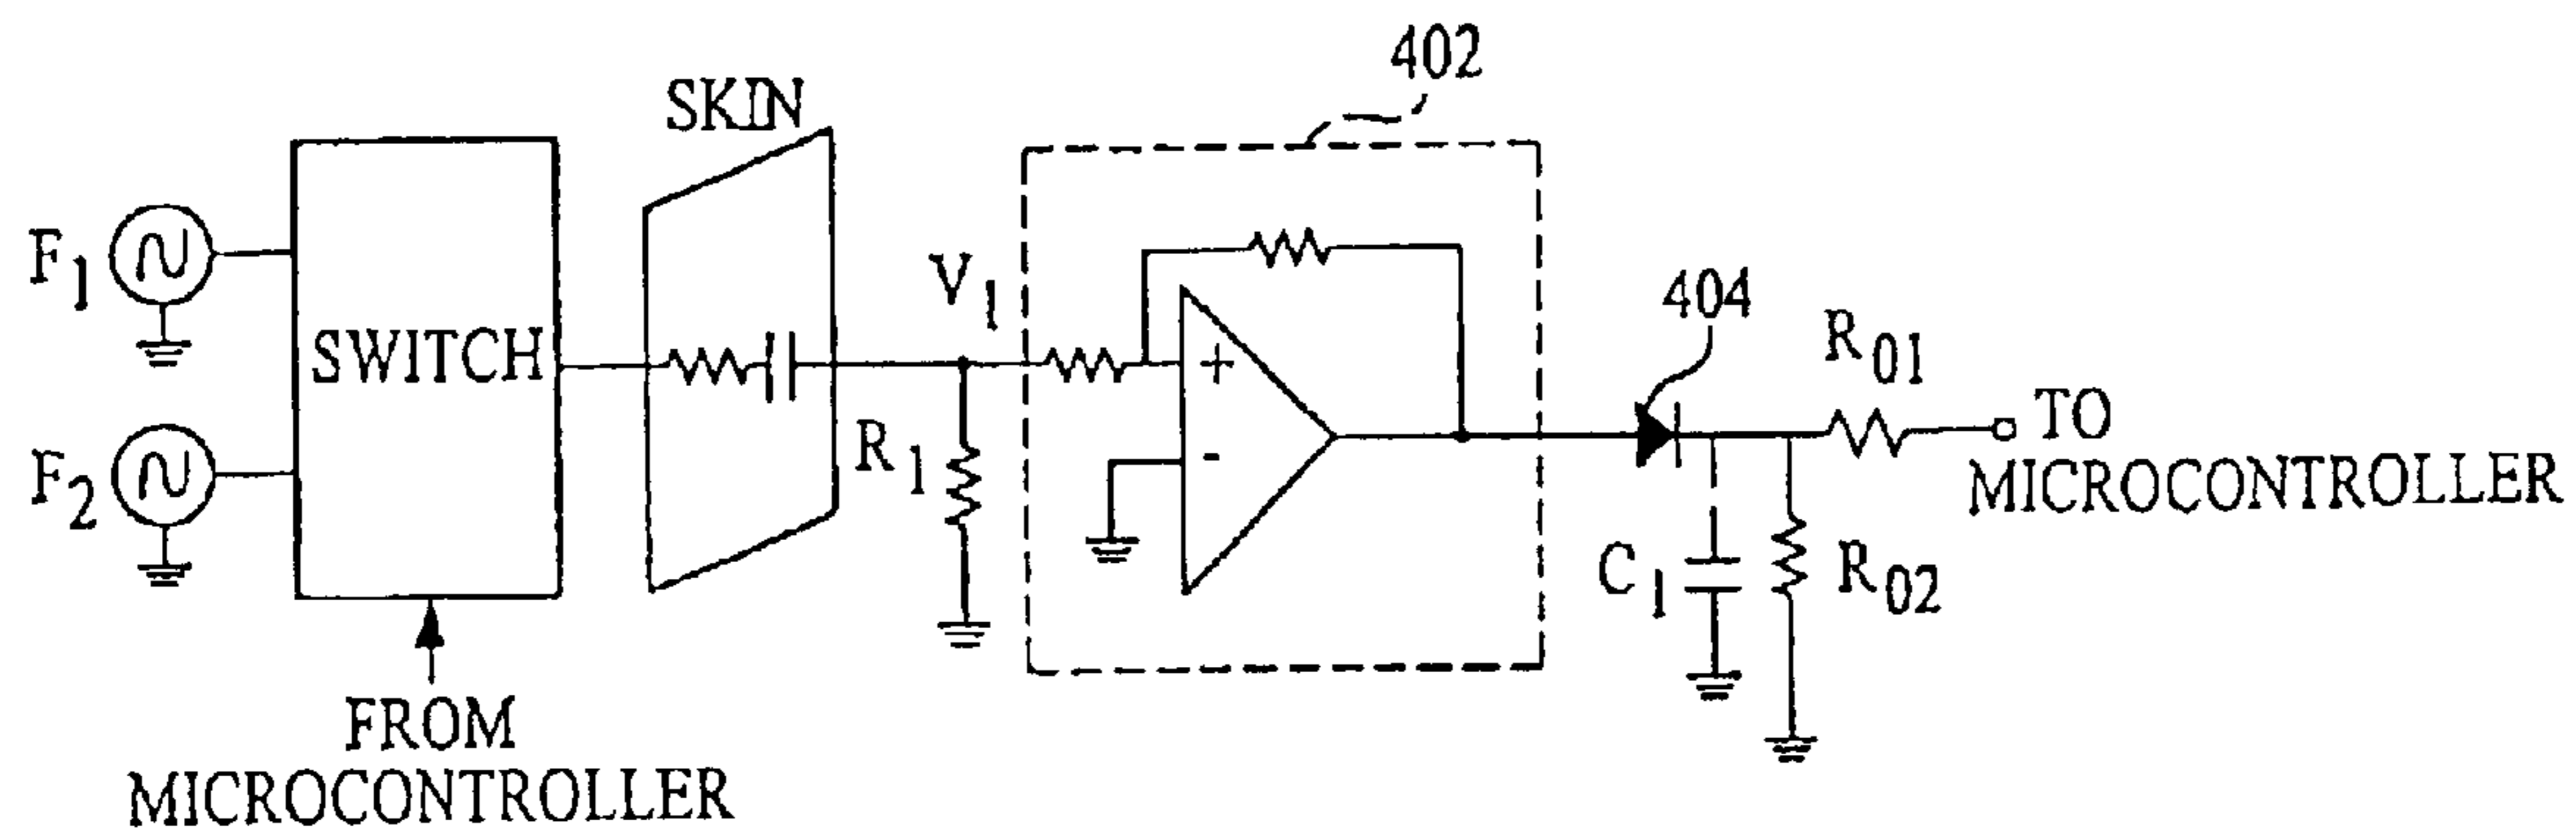 402
SKIN
F1
V1
404
SWITCH
+
R01
TO
MICROCONTROLLER
R1
-
F2
C1
R02
FROM
MICROCONTROLLER